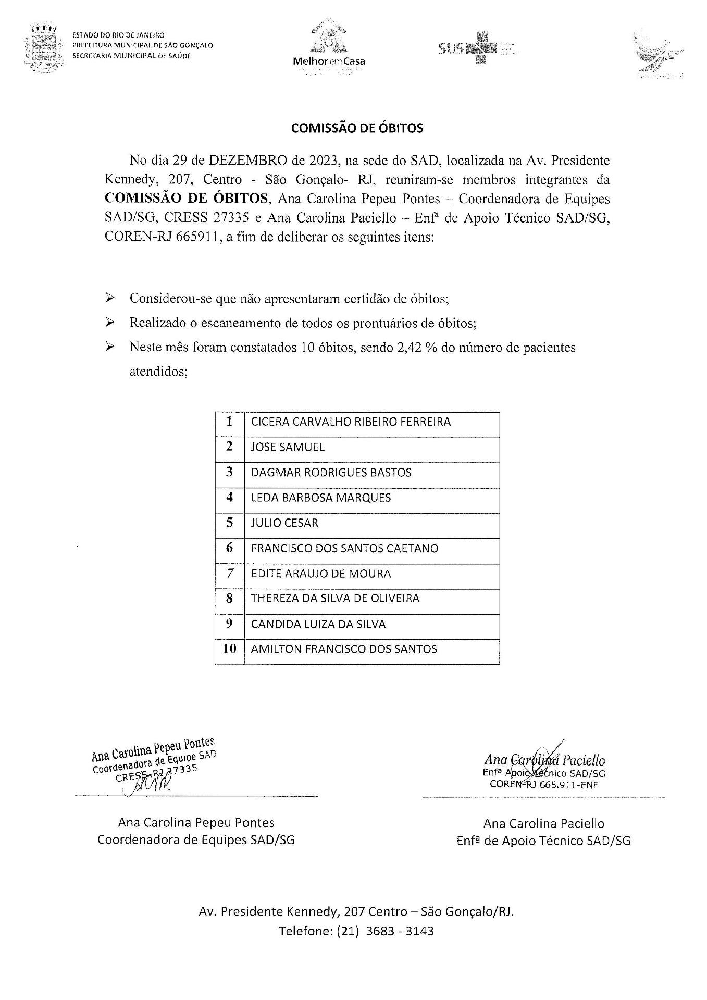 ESTADO DO RIO DE JANEIRO
PREFEITURA MUNICIPAL DE SÃO GONÇALO
SECRETARIA MUNICIPAL DE SAÚDE
Melhor em Casa
SUS
COMISSÃO DE ÓBITOS
No dia 29 de DEZEMBRO de 2023, na sede do SAD, localizada na Av. Presidente
Kennedy, 207, Centro - São Gonçalo- RJ, reuniram-se membros integrantes da
COMISSÃO DE ÓBITOS, Ana Carolina Pepeu Pontes – Coordenadora de Equipes
SAD/SG, CRESS 27335 e Ana Carolina Paciello – Enfª de Apoio Técnico SAD/SG,
COREN-RJ 665911, a fim de deliberar os seguintes itens:
➢ Considerou-se que não apresentaram certidão de óbitos;
➢ Realizado o escaneamento de todos os prontuários de óbitos;
➢ Neste mês foram constatados 10 óbitos, sendo 2,42 % do número de pacientes
atendidos;
1 CICERA CARVALHO RIBEIRO FERREIRA
2 JOSE SAMUEL
3 DAGMAR RODRIGUES BASTOS
4 LEDA BARBOSA MARQUES
5 JULIO CESAR
6 FRANCISCO DOS SANTOS CAETANO
7 EDITE ARAUJO DE MOURA
8 THEREZA DA SILVA DE OLIVEIRA
9 CANDIDA LUIZA DA SILVA
10 AMILTON FRANCISCO DOS SANTOS
Ana Carolina Pepeu Pontes
Coordenadora de Equipe SAD
CRESS-RJ 27335
Ana Carolina Paciello
Enfª Apoio Técnico SAD/SG
COREN-RJ 665.911-ENF
Ana Carolina Pepeu Pontes
Coordenadora de Equipes SAD/SG
Ana Carolina Paciello
Enfª de Apoio Técnico SAD/SG
Av. Presidente Kennedy, 207 Centro – São Gonçalo/RJ.
Telefone: (21) 3683 - 3143